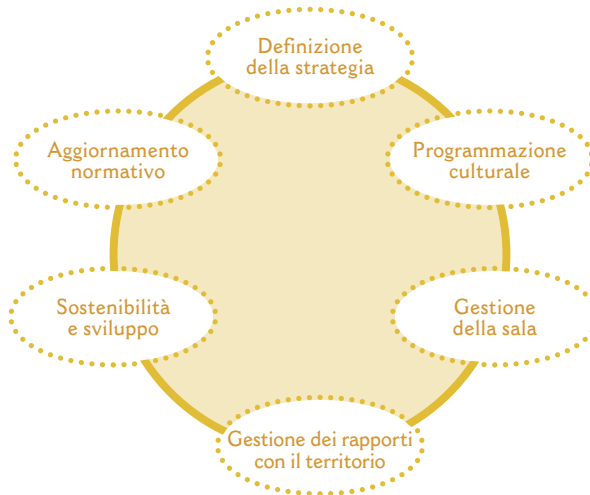 Definizione
della strategia
Programmazione
culturale
Gestione
della sala
Gestione dei rapporti
con il territorio
Sostenibilità
e sviluppo
Aggiornamento
normativo